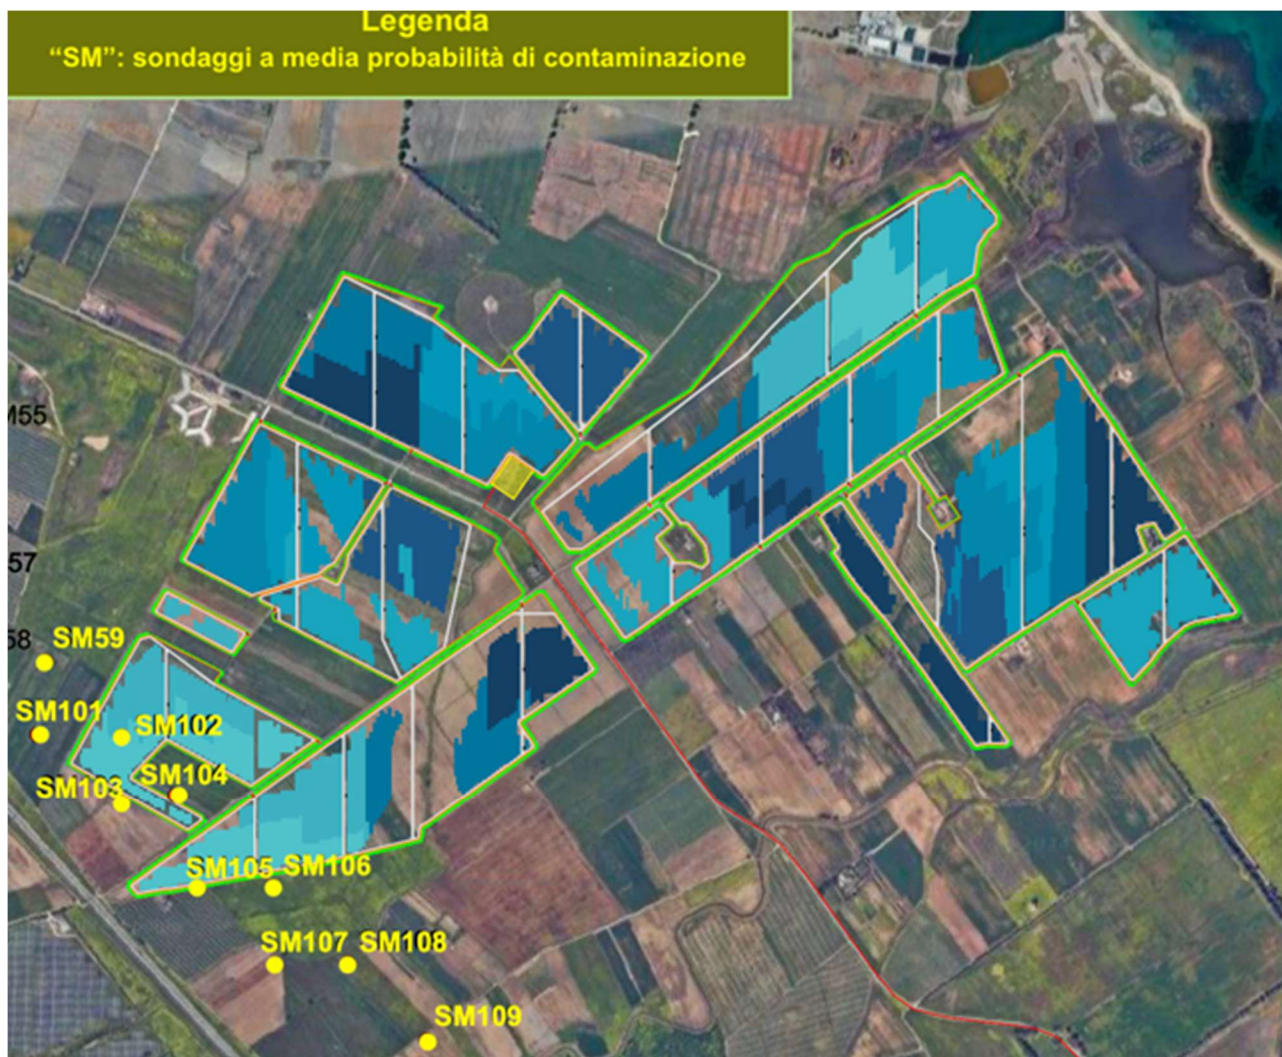 Legenda
“SM”: sondaggi a media probabilità di contaminazione
M55
57
58
SM59
SM101
SM102
SM104
SM103
SM105
SM106
SM107
SM108
SM109